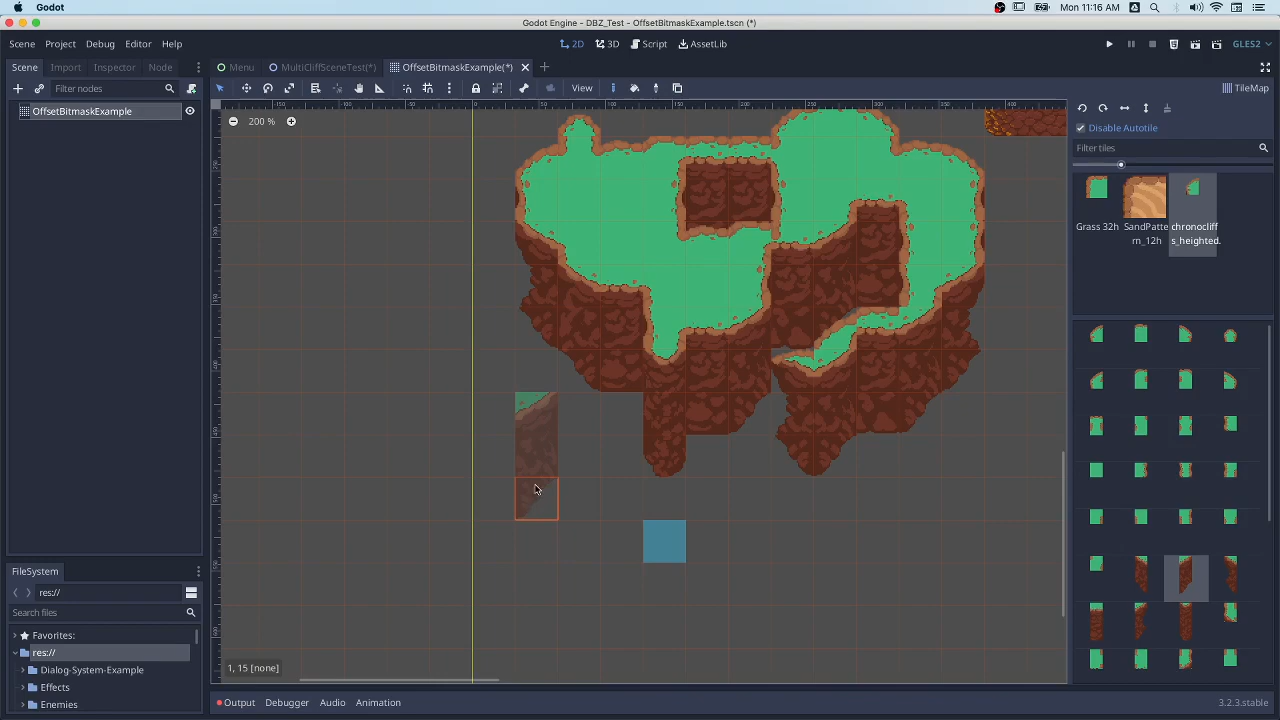 Godot
Mon 11:16 AM
Godot Engine - DBZ_Test - OffsetBitmaskExample.tscn (*)
Scene Project Debug Editor Help
2D 3D Script AssetLib
GLES2
Scene Import Inspector Node
Menu MultiCliffSceneTest(*) OffsetBitmaskExample(*)
Filter nodes
View
TileMap
OffsetBitmaskExample
200 %
Disable Autotile
Filter tiles
Grass 32h
SandPatte
rn_12h
chronocliff
s_heighted.
FileSystem
res://
Search files
Favorites:
res://
Dialog-System-Example
Effects
Enemies
1, 15 [none]
Output Debugger Audio Animation
3.2.3.stable